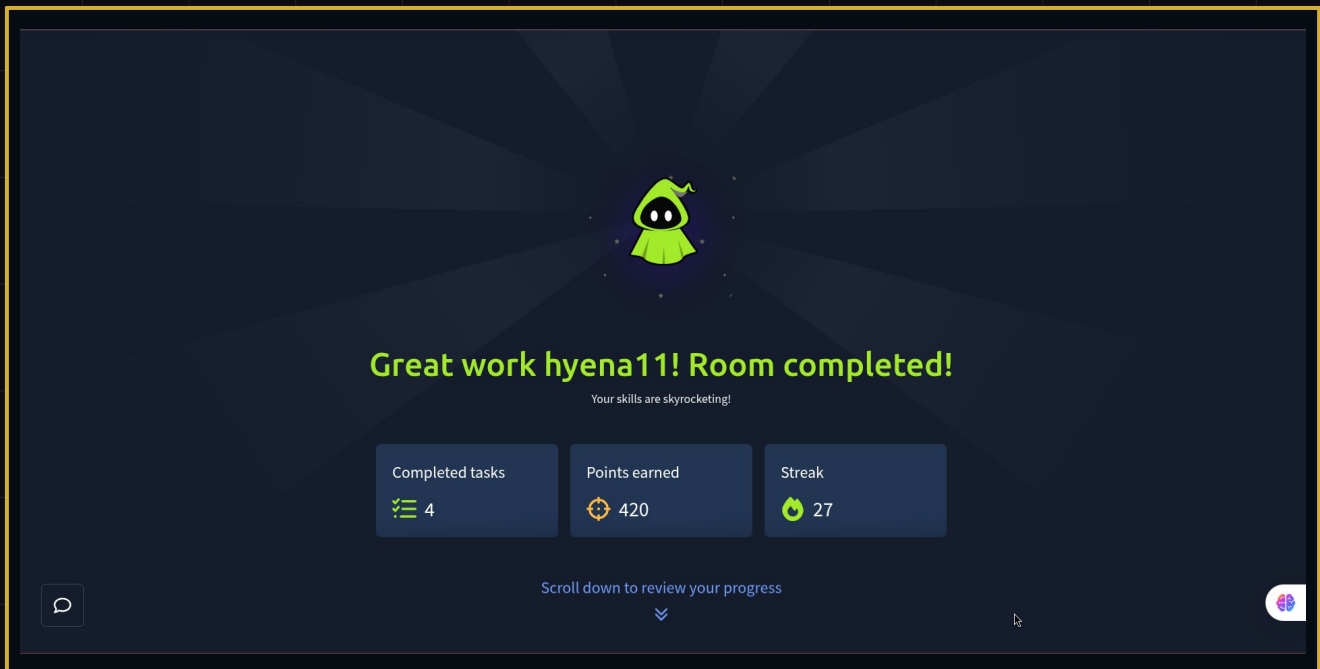 Great work hyena11! Room completed!
Your skills are skyrocketing!
Completed tasks
4
Points earned
420
Streak
27
Scroll down to review your progress